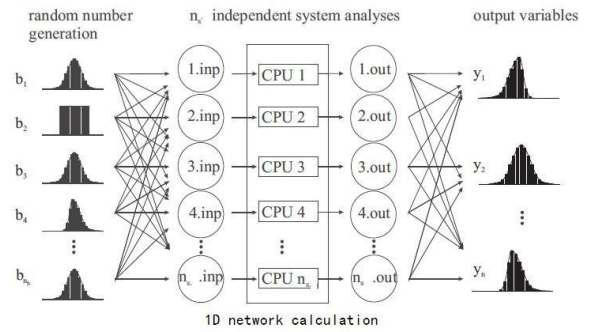 random number
generation
nₛ independent system analyses
output variables
b₁
1.inp
CPU 1
1.out
y₁
b₂
2.inp
CPU 2
2.out
b₃
3.inp
CPU 3
3.out
y₂
b₄
4.inp
CPU 4
4.out
nₛ .inp
CPU nₛ
nₛ .out
yₙ
1D network calculation